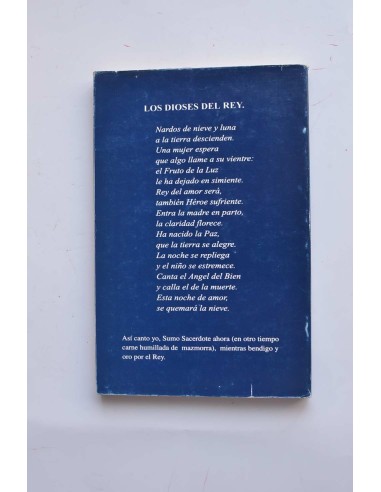 LOS DIOSES DEL REY.
Nardos de nieve y luna
a la tierra descienden.
Una mujer espera
que algo llame a su vientre:
el Fruto de la Luz
le ha dejado en simiente.
Rey del amor será,
también Héroe sufriente.
Entra la madre en parto,
la claridad florece.
Ha nacido la Paz,
que la tierra se alegre.
La noche se repliega
y el niño se estremece.
Canta el Angel del Bien
y calla el de la muerte.
Esta noche de amor,
se quemará la nieve.
Así canto yo, Sumo Sacerdote ahora (en otro tiempo
carne humillada de mazmorra), mientras bendigo y
oro por el Rey.